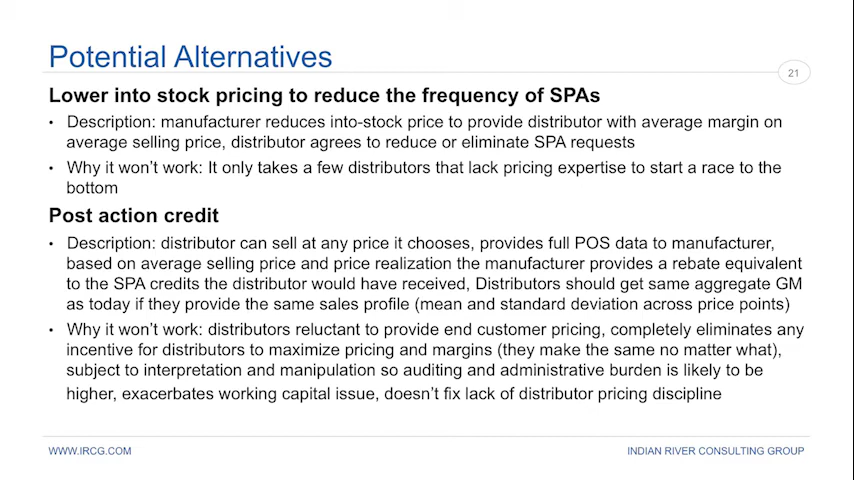 Potential Alternatives
21
Lower into stock pricing to reduce the frequency of SPAs
• Description: manufacturer reduces into-stock price to provide distributor with average margin on
average selling price, distributor agrees to reduce or eliminate SPA requests
• Why it won't work: It only takes a few distributors that lack pricing expertise to start a race to the
bottom
Post action credit
• Description: distributor can sell at any price it chooses, provides full POS data to manufacturer,
based on average selling price and price realization the manufacturer provides a rebate equivalent
to the SPA credits the distributor would have received, Distributors should get same aggregate GM
as today if they provide the same sales profile (mean and standard deviation across price points)
• Why it won't work: distributors reluctant to provide end customer pricing, completely eliminates any
incentive for distributors to maximize pricing and margins (they make the same no matter what),
subject to interpretation and manipulation so auditing and administrative burden is likely to be
higher, exacerbates working capital issue, doesn't fix lack of distributor pricing discipline
WWW.IRCG.COM
INDIAN RIVER CONSULTING GROUP